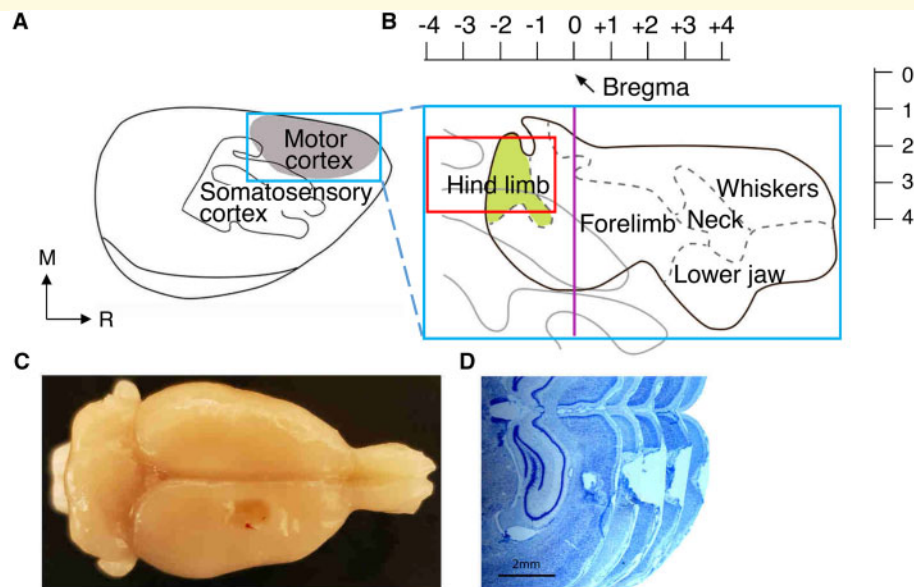 A
Motor
cortex
Somatosensory
cortex
M
R
B
-4 -3 -2 -1 0 +1 +2 +3 +4
Bregma
0
1
2
3
4
Hind limb
Forelimb
Neck
Whiskers
Lower jaw
C
D
2mm